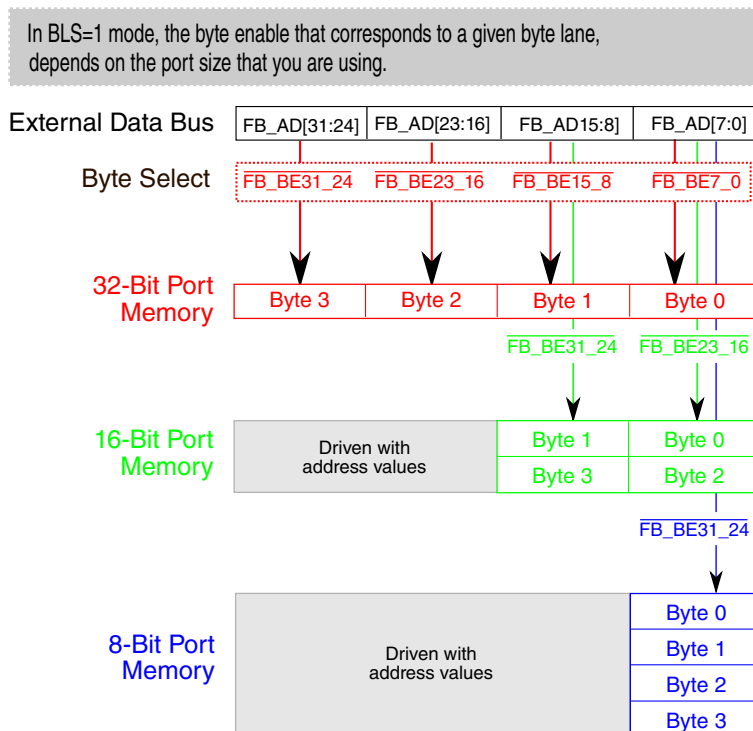 In BLS=1 mode, the byte enable that corresponds to a given byte lane,
depends on the port size that you are using.
External Data Bus FB_AD[31:24] FB_AD[23:16] FB_AD15:8] FB_AD[7:0]
Byte Select FB_BE31_24 FB_BE23_16 FB_BE15_8 FB_BE7_0
32-Bit Port
Memory
Byte 3 Byte 2 Byte 1 Byte 0
FB_BE31_24 FB_BE23_16
16-Bit Port
Memory
Driven with
address values
Byte 1 Byte 0
Byte 3 Byte 2
FB_BE31_24
8-Bit Port
Memory
Driven with
address values
Byte 0
Byte 1
Byte 2
Byte 3